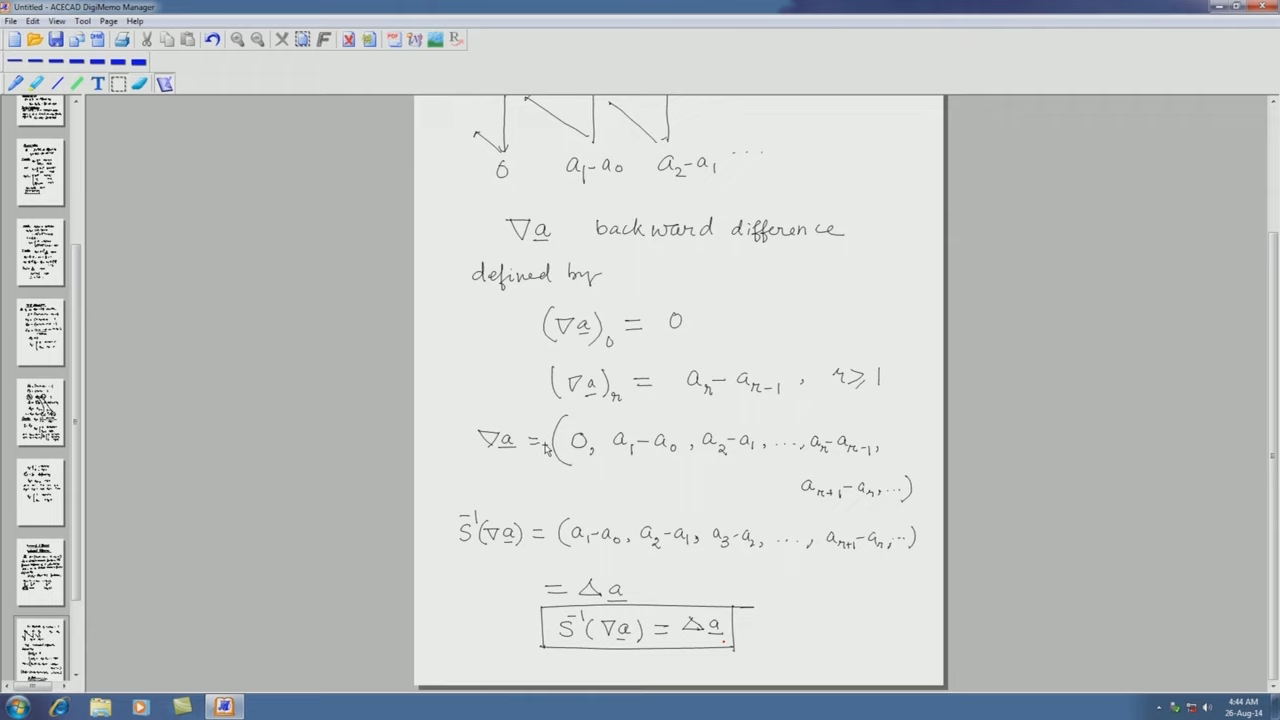 Untitled - ACECAD DigiMemo Manager
File Edit View Tool Page Help
0 a₁-a₀ a₂-a₁ ...
∇a backward difference
defined by
(∇a)₀ = 0
(∇a)ᵣ = aᵣ-aᵣ₋₁, r≥1
∇a = (0, a₁-a₀, a₂-a₁, ..., aᵣ-aᵣ₋₁,
aᵣ₊₁-aᵣ, ...)
S⁻¹(∇a) = (a₁-a₀, a₂-a₁, a₃-a₂, ..., aᵣ₊₁-aᵣ, ...)
= Δa
S⁻¹(∇a) = Δa
4:44 AM
26-Aug-14